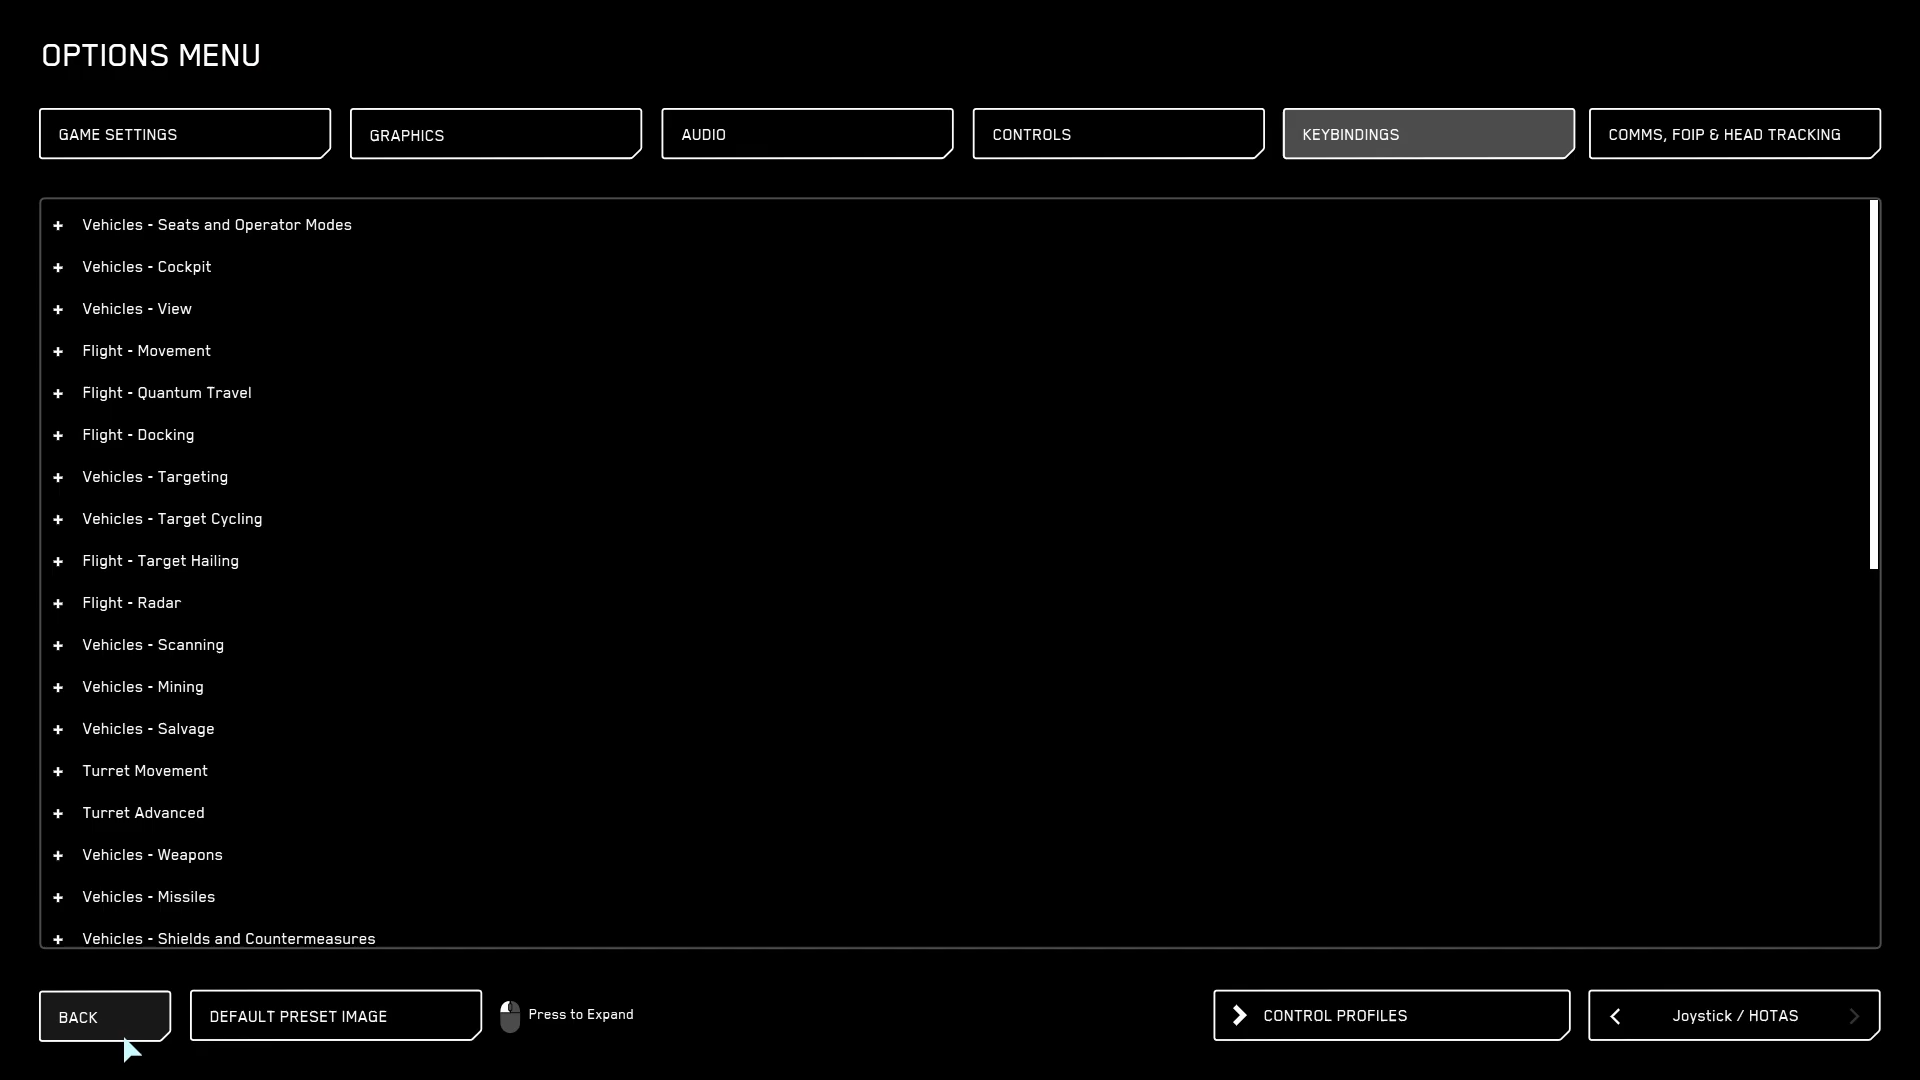 OPTIONS MENU
GAME SETTINGS
GRAPHICS
AUDIO
CONTROLS
KEYBINDINGS
COMMS, FOIP & HEAD TRACKING
+ Vehicles - Seats and Operator Modes
+ Vehicles - Cockpit
+ Vehicles - View
+ Flight - Movement
+ Flight - Quantum Travel
+ Flight - Docking
+ Vehicles - Targeting
+ Vehicles - Target Cycling
+ Flight - Target Hailing
+ Flight - Radar
+ Vehicles - Scanning
+ Vehicles - Mining
+ Vehicles - Salvage
+ Turret Movement
+ Turret Advanced
+ Vehicles - Weapons
+ Vehicles - Missiles
+ Vehicles - Shields and Countermeasures
BACK
DEFAULT PRESET IMAGE
Press to Expand
CONTROL PROFILES
Joystick / HOTAS